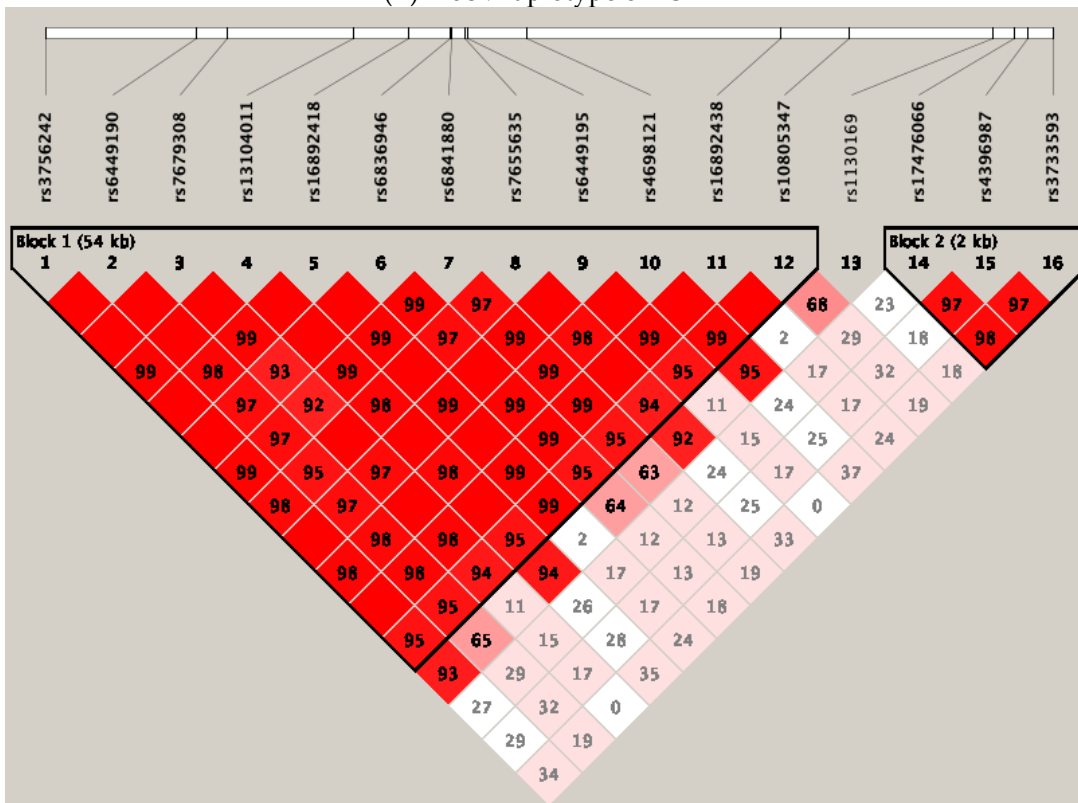 rs3756242
rs6449190
rs7679308
rs13104011
rs16892418
rs6836946
rs6841880
rs7655635
rs6449195
rs4698121
rs16892438
rs10805347
rs1130169
rs17476066
rs4396987
rs3733593
Block 1 (54 kb)
Block 2 (2 kb)
1 2 3 4 5 6 7 8 9 10 11 12 13 14 15 16
99 97 68 23 97 97
99 97 99 98 99 99 2 29 18 98
99 98 93 99 99 95 95 17 32 18
97 92 98 99 99 99 94 11 24 17 19
97 99 95 92 15 25 24
99 95 97 98 99 95 63 24 17 37
98 97 99 64 12 25 0
98 98 95 2 12 13 33
98 98 94 94 17 13 19
95 11 26 17 18
95 65 15 28 24
93 29 17 35
27 32 0
29 19
34